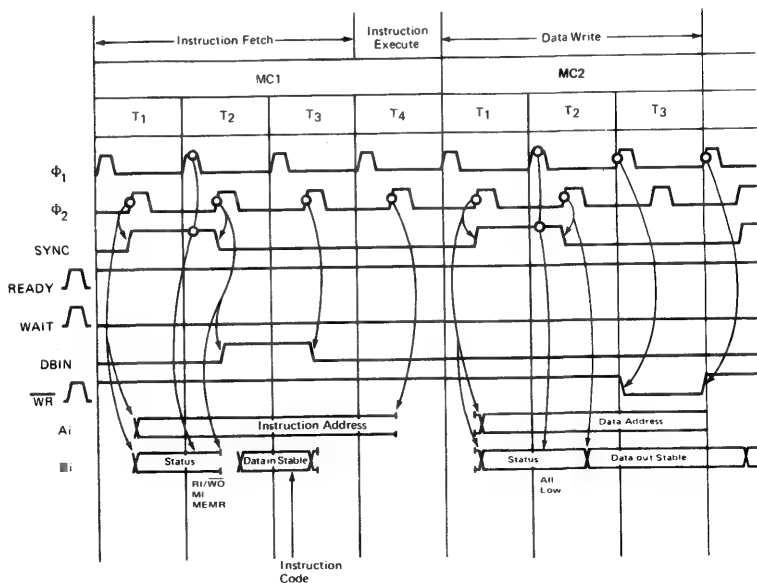 Instruction Fetch
Instruction Execute
Data Write
MC1
MC2
T1 T2 T3 T4 T1 T2 T3
Φ1
Φ2
SYNC
READY
WAIT
DBIN
WR
Ai
Instruction Address
Data Address
i
Status
Data in Stable
Status
Data out Stable
RI/WO
MI
MEMR
All
Low
Instruction
Code